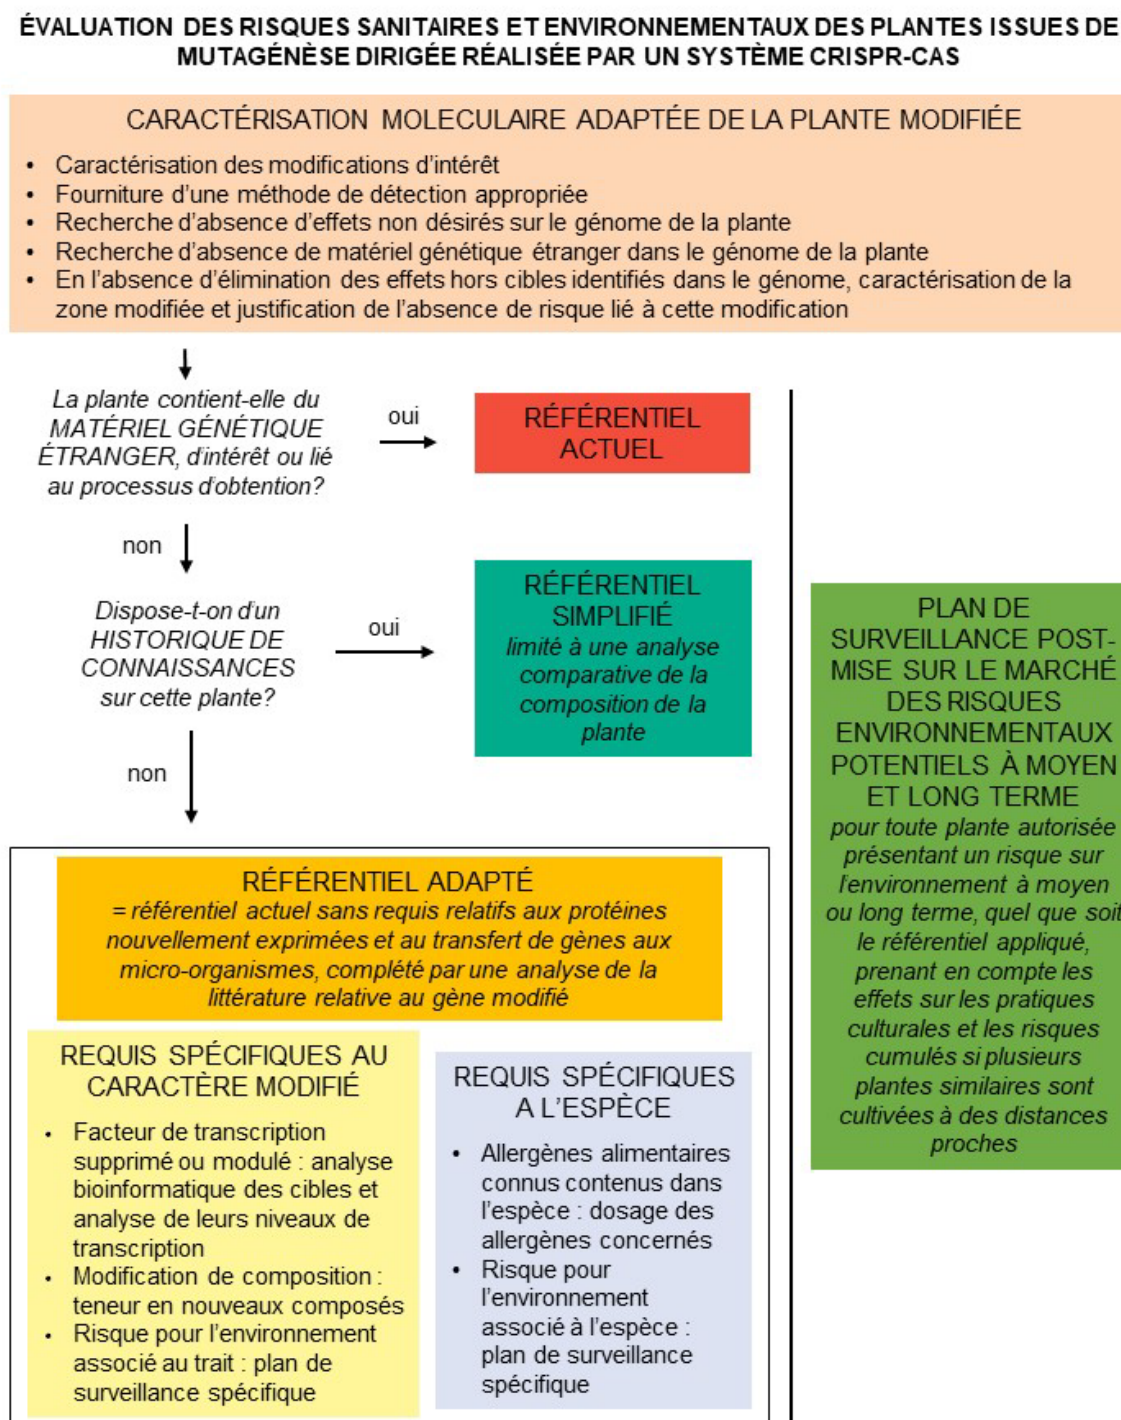 ÉVALUATION DES RISQUES SANITAIRES ET ENVIRONNEMENTAUX DES PLANTES ISSUES DE
MUTAGÉNÈSE DIRIGÉE RÉALISÉE PAR UN SYSTÈME CRISPR-CAS
CARACTÉRISATION MOLECULAIRE ADAPTÉE DE LA PLANTE MODIFIÉE
• Caractérisation des modifications d'intérêt
• Fourniture d'une méthode de détection appropriée
• Recherche d'absence d'effets non désirés sur le génome de la plante
• Recherche d'absence de matériel génétique étranger dans le génome de la plante
• En l'absence d'élimination des effets hors cibles identifiés dans le génome, caractérisation de la
zone modifiée et justification de l'absence de risque lié à cette modification
La plante contient-elle du
MATÉRIEL GÉNÉTIQUE
ÉTRANGER, d'intérêt ou lié
au processus d'obtention?
oui
RÉFÉRENTIEL
ACTUEL
non
Dispose-t-on d'un
HISTORIQUE DE
CONNAISSANCES
sur cette plante?
oui
RÉFÉRENTIEL
SIMPLIFIÉ
limité à une analyse
comparative de la
composition de la
plante
non
RÉFÉRENTIEL ADAPTÉ
= référentiel actuel sans requis relatifs aux protéines
nouvellement exprimées et au transfert de gènes aux
micro-organismes, complété par une analyse de la
littérature relative au gène modifié
REQUIS SPÉCIFIQUES AU
CARACTÈRE MODIFIÉ
• Facteur de transcription
supprimé ou modulé : analyse
bioinformatique des cibles et
analyse de leurs niveaux de
transcription
• Modification de composition :
teneur en nouveaux composés
• Risque pour l'environnement
associé au trait : plan de
surveillance spécifique
REQUIS SPÉCIFIQUES
A L'ESPÈCE
• Allergènes alimentaires
connus contenus dans
l'espèce : dosage des
allergènes concernés
• Risque pour
l'environnement
associé à l'espèce :
plan de surveillance
spécifique
PLAN DE
SURVEILLANCE POST-
MISE SUR LE MARCHÉ
DES RISQUES
ENVIRONNEMENTAUX
POTENTIELS À MOYEN
ET LONG TERME
pour toute plante autorisée
présentant un risque sur
l'environnement à moyen
ou long terme, quel que soit
le référentiel appliqué,
prenant en compte les
effets sur les pratiques
culturales et les risques
cumulés si plusieurs
plantes similaires sont
cultivées à des distances
proches